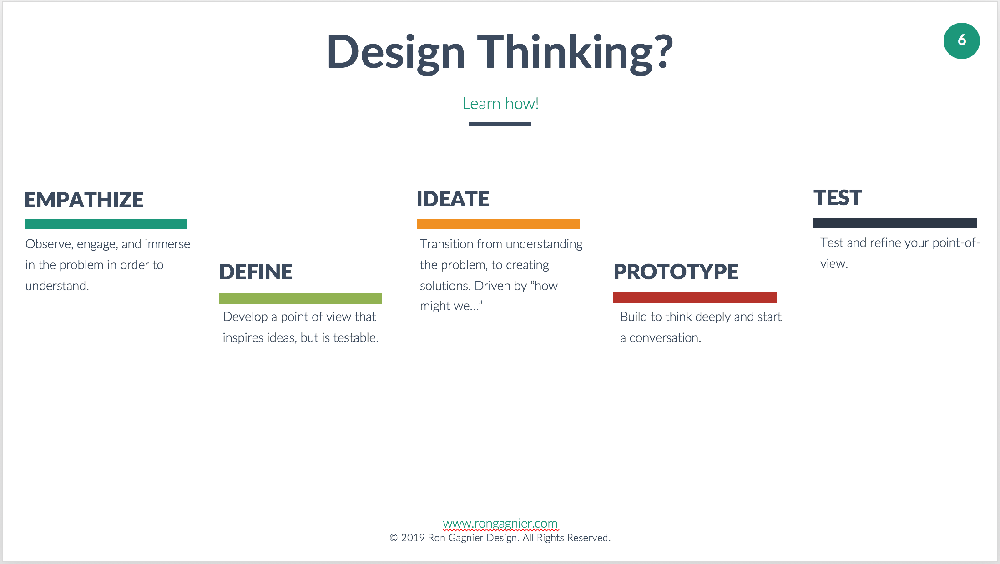 Design Thinking?
6
Learn how!
EMPATHIZE
Observe, engage, and immerse
in the problem in order to
understand.
DEFINE
Develop a point of view that
inspires ideas, but is testable.
IDEATE
Transition from understanding
the problem, to creating
solutions. Driven by “how
might we...”
PROTOTYPE
Build to think deeply and start
a conversation.
TEST
Test and refine your point-of-
view.
www.rongagnier.com
© 2019 Ron Gagnier Design. All Rights Reserved.